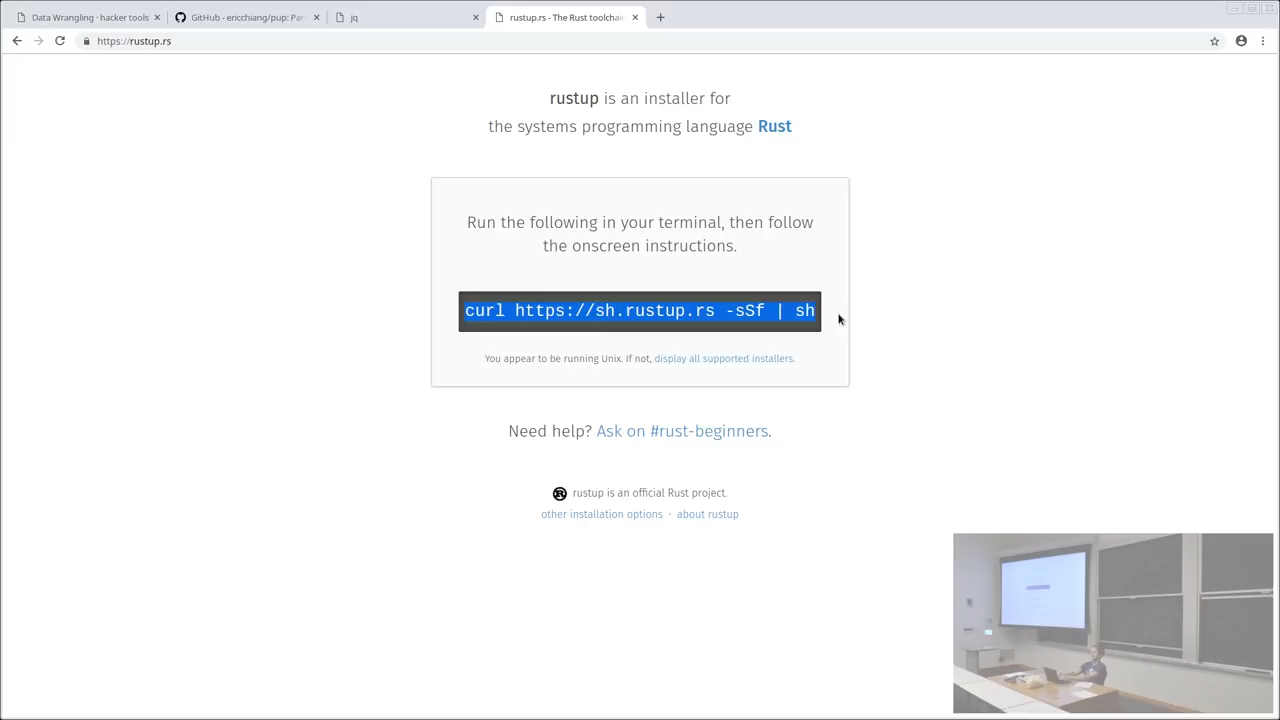 Data Wrangling · hacker tools
GitHub - ericchiang/pup: Par
jq
rustup.rs - The Rust toolchain
https://rustup.rs
rustup is an installer for
the systems programming language Rust
Run the following in your terminal, then follow
the onscreen instructions.
curl https://sh.rustup.rs -sSf | sh
You appear to be running Unix. If not, display all supported installers.
Need help? Ask on #rust-beginners.
rustup is an official Rust project.
other installation options · about rustup